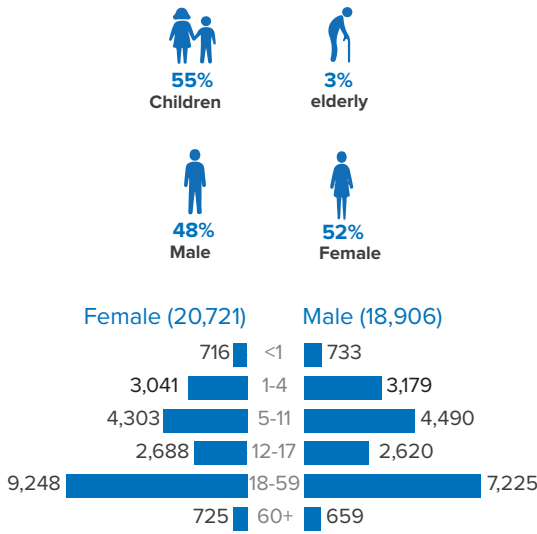 55% 3%
Children elderly
48% 52%
Male Female
Female (20,721) Male (18,906)
716 <1 733
3,041 1-4 3,179
4,303 5-11 4,490
2,688 12-17 2,620
9,248 18-59 7,225
725 60+ 659